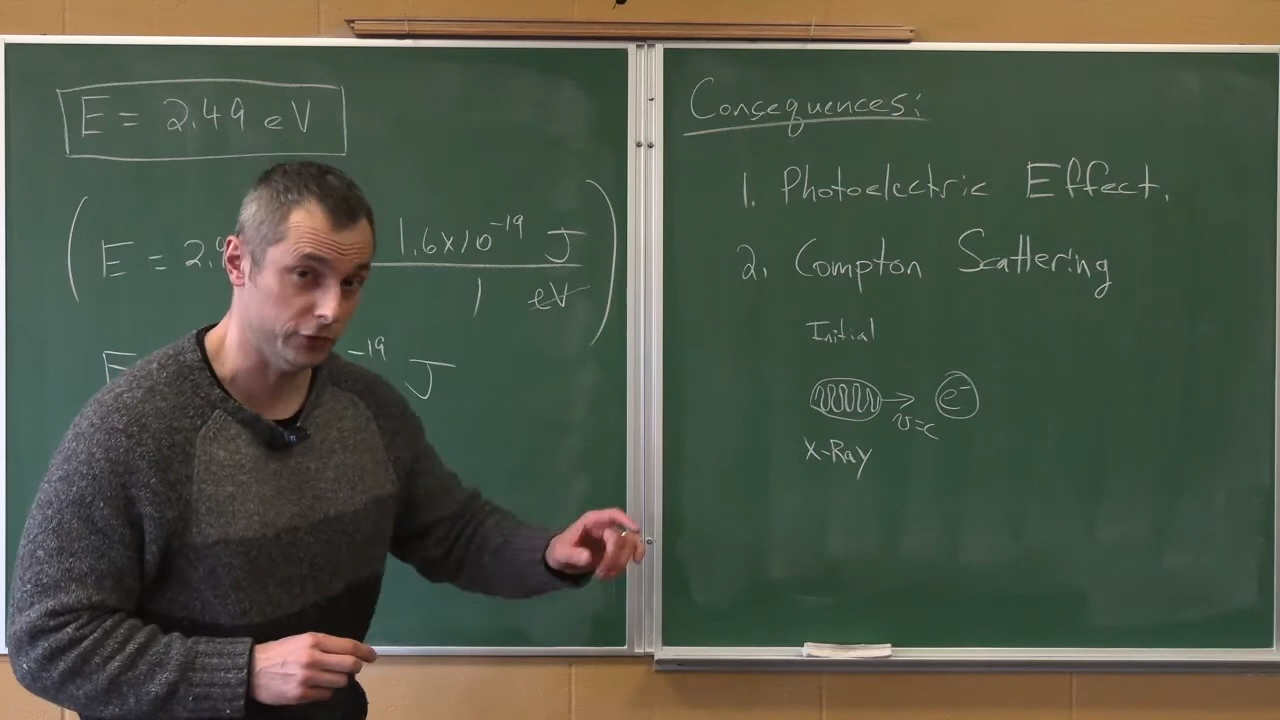 E = 2.49 eV
(E = 2. 1.6x10⁻¹⁹ J
1 eV)
E ⁻¹⁹ J
Consequences:
1. Photoelectric Effect.
2. Compton Scattering
Initial
e⁻
v=c
X-Ray